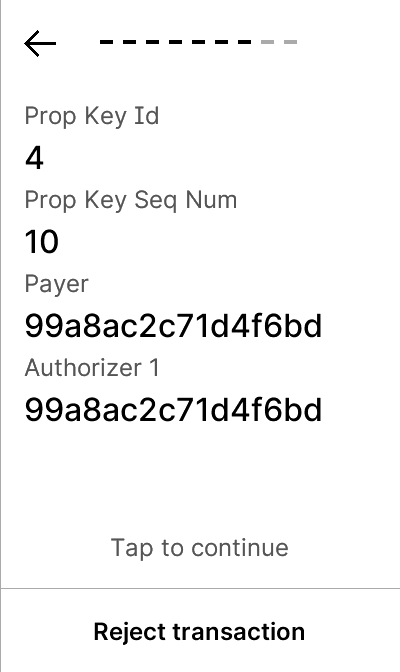 Prop Key Id
4
Prop Key Seq Num
10
Payer
99a8ac2c71d4f6bd
Authorizer 1
99a8ac2c71d4f6bd
Tap to continue
Reject transaction